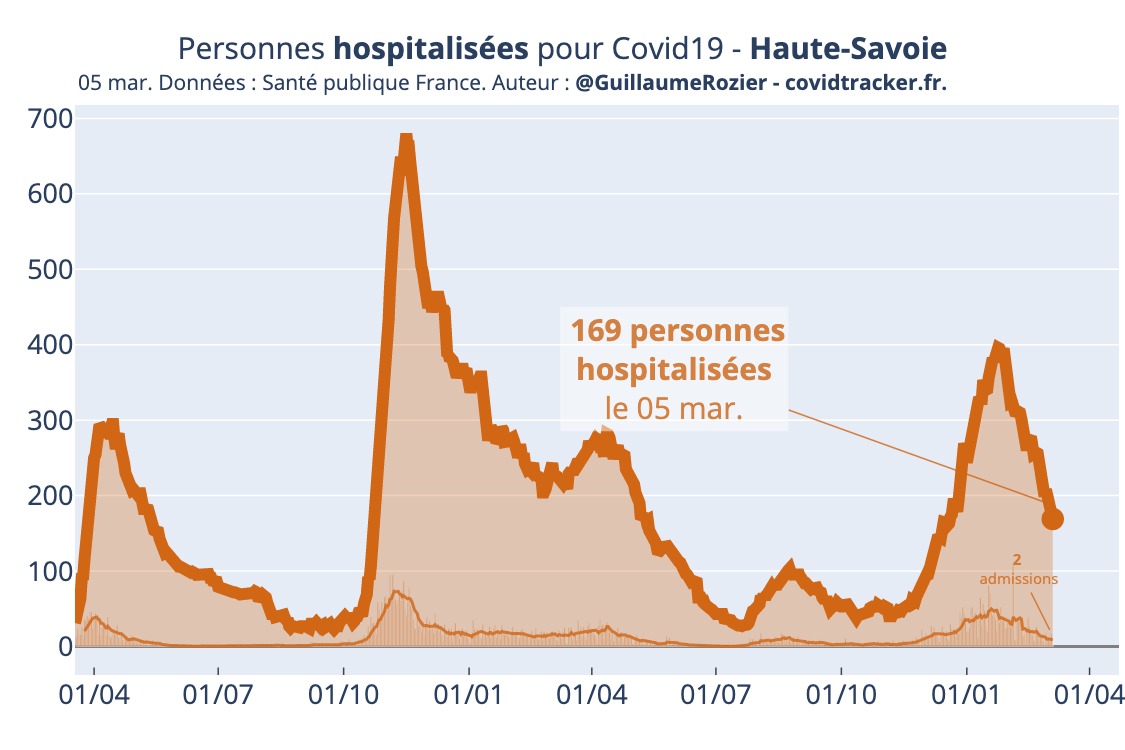 Personnes hospitalisées pour Covid19 - Haute-Savoie
05 mar. Données : Santé publique France. Auteur : @GuillaumeRozier - covidtracker.fr.
700
600
500
400
300
200
100
0
169 personnes
hospitalisées
le 05 mar.
2
admissions
01/04 01/07 01/10 01/01 01/04 01/07 01/10 01/01 01/04